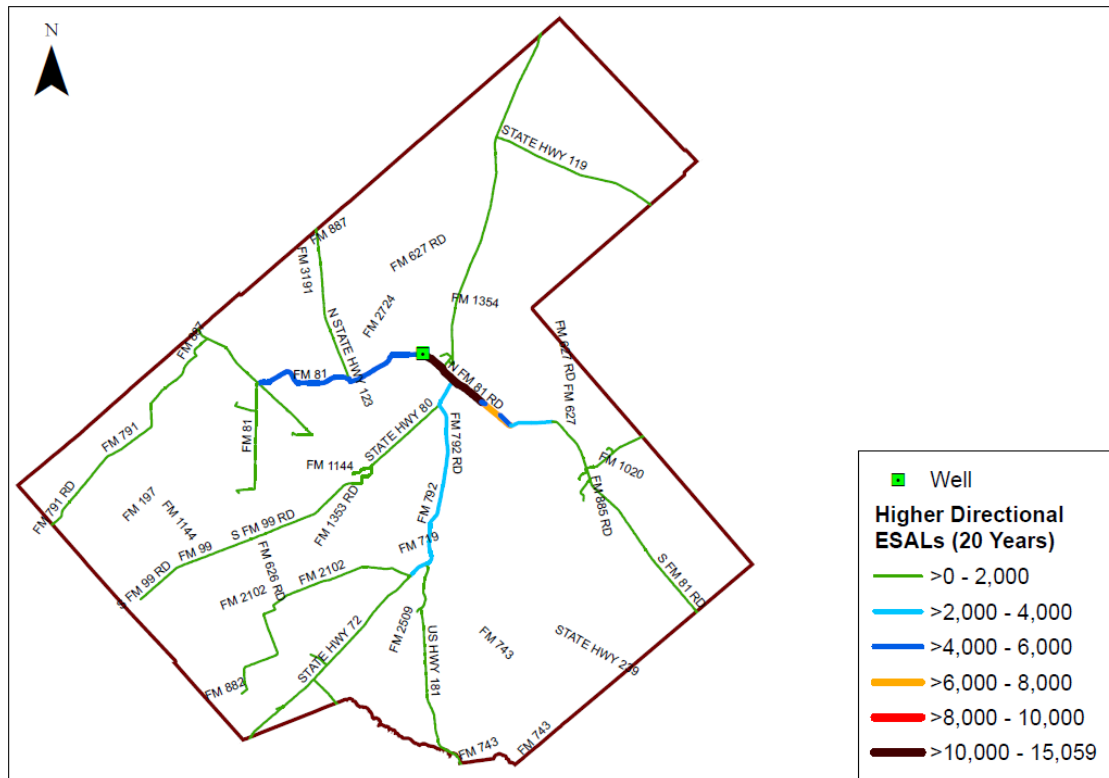 N
STATE HWY 119
FM 887
FM 3191
FM 627 RD
FM 2724
FM 1354
N STATE HWY 123
FM 887
FM 81
N FM 81 RD
FM 627 RD
FM 627
FM 791
FM 81
STATE HWY 80
FM 792 RD
FM 1144
FM 1020
FM 791 RD
FM 197
FM 1144
FM 1353 RD
FM 792
FM 885 RD
S FM 99 RD
FM 99
FM 719
S FM 99 RD
FM 626 RD
FM 2102
FM 2102
S FM 81 RD
FM 2509
US HWY 181
FM 743
STATE HWY 239
STATE HWY 72
FM 882
FM 743
FM 743
Well
Higher Directional
ESALs (20 Years)
>0 - 2,000
>2,000 - 4,000
>4,000 - 6,000
>6,000 - 8,000
>8,000 - 10,000
>10,000 - 15,059